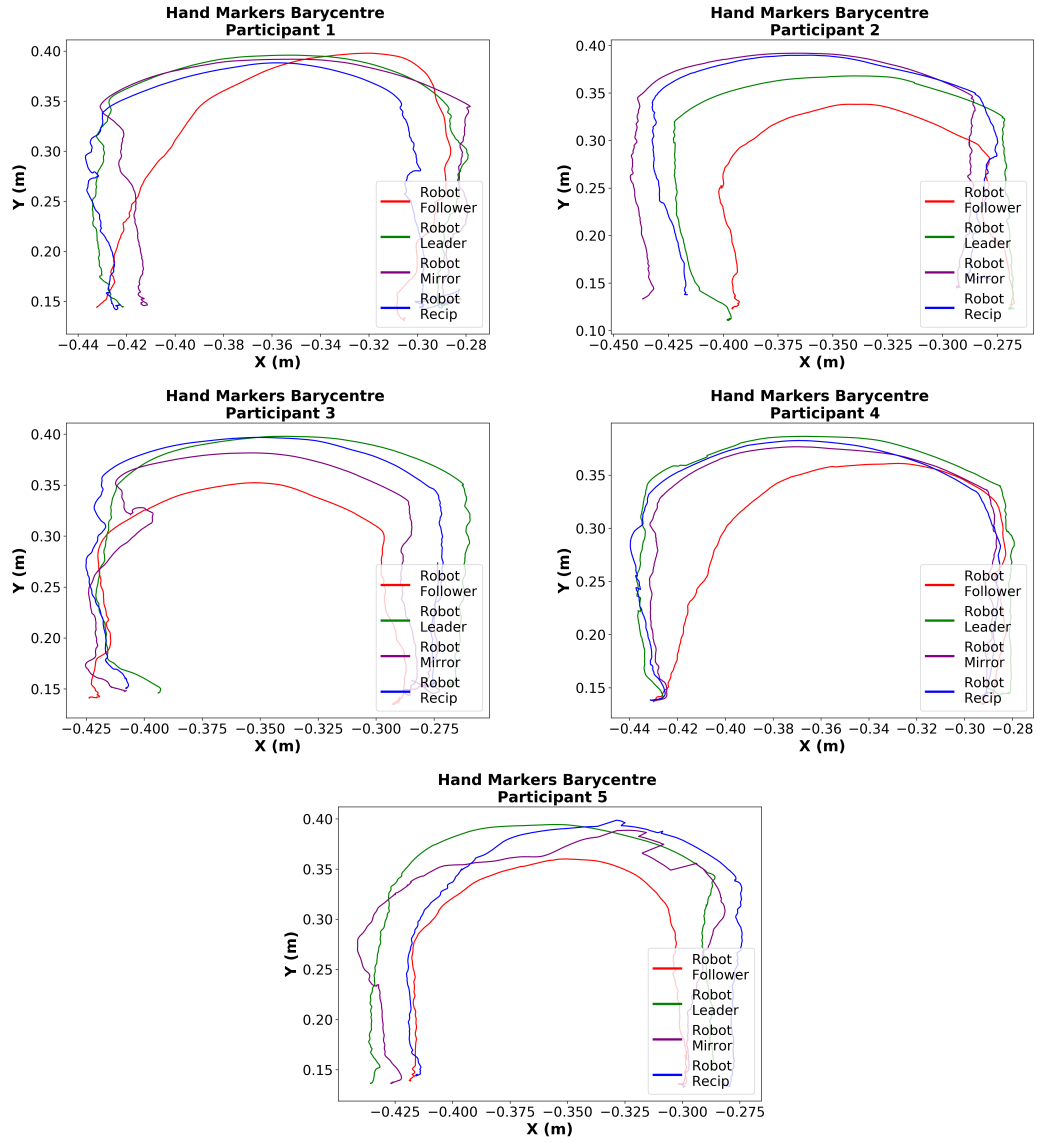 Hand Markers Barycentre
Participant 1
0.40
0.35
0.30
0.25
0.20
0.15
Y (m)
Robot
Follower
Robot
Leader
Robot
Mirror
Robot
Recip
−0.44 −0.42 −0.40 −0.38 −0.36 −0.34 −0.32 −0.30 −0.28
X (m)
Hand Markers Barycentre
Participant 2
0.40
0.35
0.30
0.25
0.20
0.15
0.10
Y (m)
Robot
Follower
Robot
Leader
Robot
Mirror
Robot
Recip
−0.450 −0.425 −0.400 −0.375 −0.350 −0.325 −0.300 −0.275
X (m)
Hand Markers Barycentre
Participant 3
0.40
0.35
0.30
0.25
0.20
0.15
Y (m)
Robot
Follower
Robot
Leader
Robot
Mirror
Robot
Recip
−0.425 −0.400 −0.375 −0.350 −0.325 −0.300 −0.275
X (m)
Hand Markers Barycentre
Participant 4
0.35
0.30
0.25
0.20
0.15
Y (m)
Robot
Follower
Robot
Leader
Robot
Mirror
Robot
Recip
−0.44 −0.42 −0.40 −0.38 −0.36 −0.34 −0.32 −0.30 −0.28
X (m)
Hand Markers Barycentre
Participant 5
0.40
0.35
0.30
0.25
0.20
0.15
Y (m)
Robot
Follower
Robot
Leader
Robot
Mirror
Robot
Recip
−0.425 −0.400 −0.375 −0.350 −0.325 −0.300 −0.275
X (m)